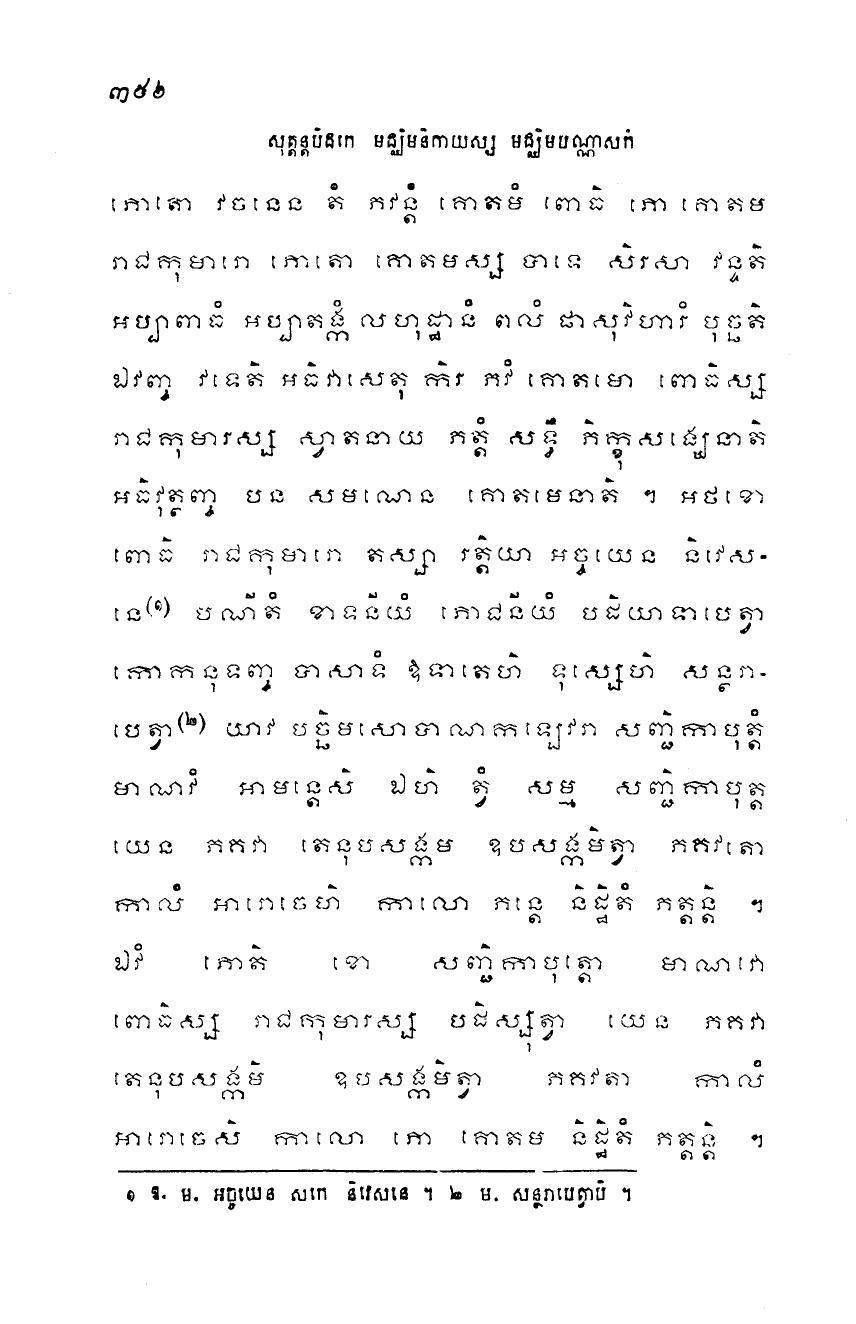 ៣៥២
សុត្តន្តបិដកេ មជ្ឈិមនិកាយស្ស មជ្ឈិមបណ្ណាសកំ
ភោតោ វចនេន តំ ភវន្តំ គោតមំ ពោធិ ភោ គោតម
រាជកុមារោ ភោតោ គោតមស្ស បាទេ សិរសា វន្ទតិ
អប្បាពាធំ អប្បាតង្កំ លហុដ្ឋានំ ពលំ ផាសុវិហារំ បុច្ឆតិ
ឯវញ្ច វទេតិ អធិវាសេតុ កិរ ភវំ គោតមោ ពោធិស្ស
រាជកុមារស្ស ស្វាតនាយ ភត្តំ សទ្ធឹ ភិក្ខុសង្ឃេនាតិ
អធិវុត្ថញ្ច បន សមណេន គោតមេនាតិ ។ អថខោ
ពោធិ រាជកុមារោ តស្សា រត្តិយា អច្ចយេន និវេស-
នេ(១) បណីតំ ខាទនីយំ ភោជនីយំ បដិយាទាបេត្វា
កោកនុទញ្ច បាសាទំ ឱទាតេហិ ទុស្សេហិ សន្ថរា-
បេត្វា(២) យាវ បច្ឆិមសោបាណកឡេវរា សញ្ជិកាបុត្តំ
មាណវំ អាមន្តេសិ ឯហិ ត្វំ សម្ម សញ្ជិកាបុត្ត
យេន ភគវា តេនុបសង្កម ឧបសង្កមិត្វា ភគវតោ
កាលំ អារោចេហិ កាលោ ភន្តេ និដ្ឋិតំ ភត្តន្តិ ។
ឯវំ ភោតិ ខោ សញ្ជិកាបុត្តោ មាណវោ
ពោធិស្ស រាជកុមារស្ស បដិស្សុត្វា យេន ភគវា
តេនុបសង្កមិ ឧបសង្កមិត្វា ភគវតា កាលំ
អារោចេសិ កាលោ ភោ គោតម និដ្ឋិតំ ភត្តន្តិ ។
១ ឱ. ម. អច្ចយេន សកេ និវេសនេ ។ ២ ម. សន្ថរាបេត្វាបិ ។